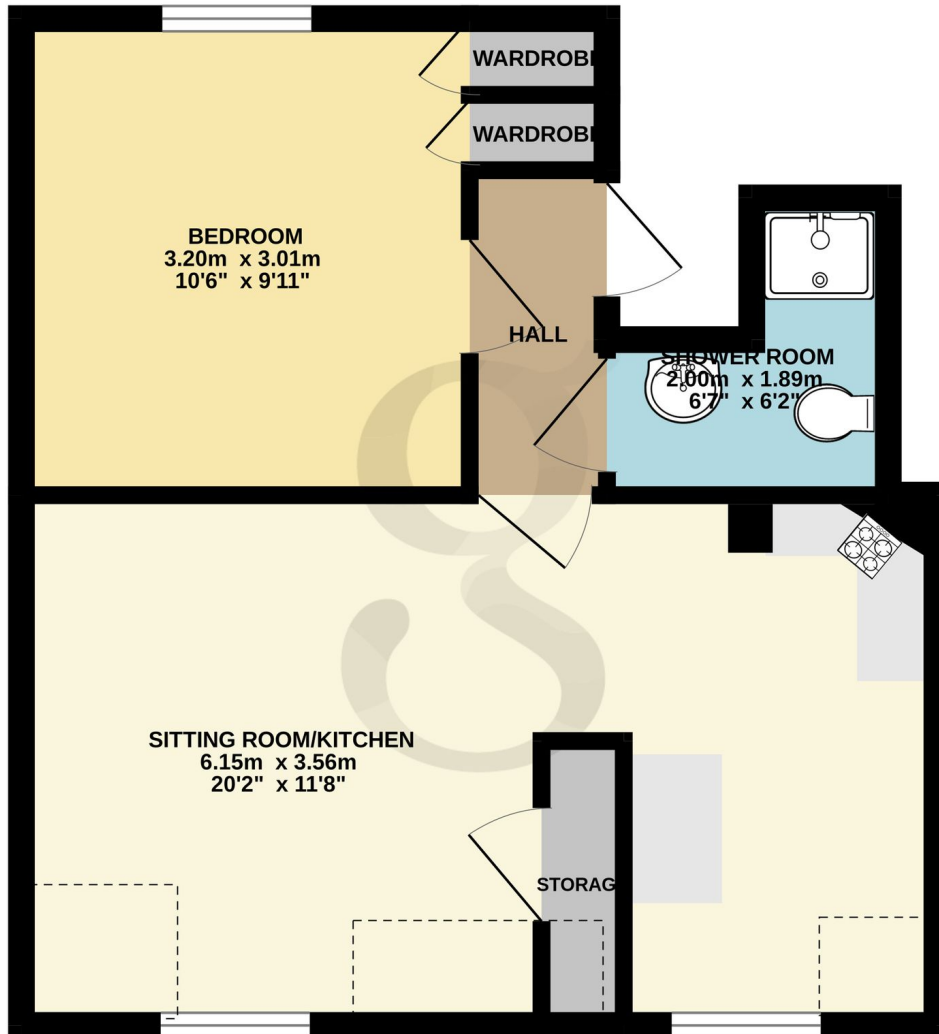 WARDROBE
WARDROBE
BEDROOM
3.20m x 3.01m
10'6" x 9'11"
HALL
SHOWER ROOM
2.00m x 1.89m
6'7" x 6'2"
SITTING ROOM/KITCHEN
6.15m x 3.56m
20'2" x 11'8"
STORAG
g